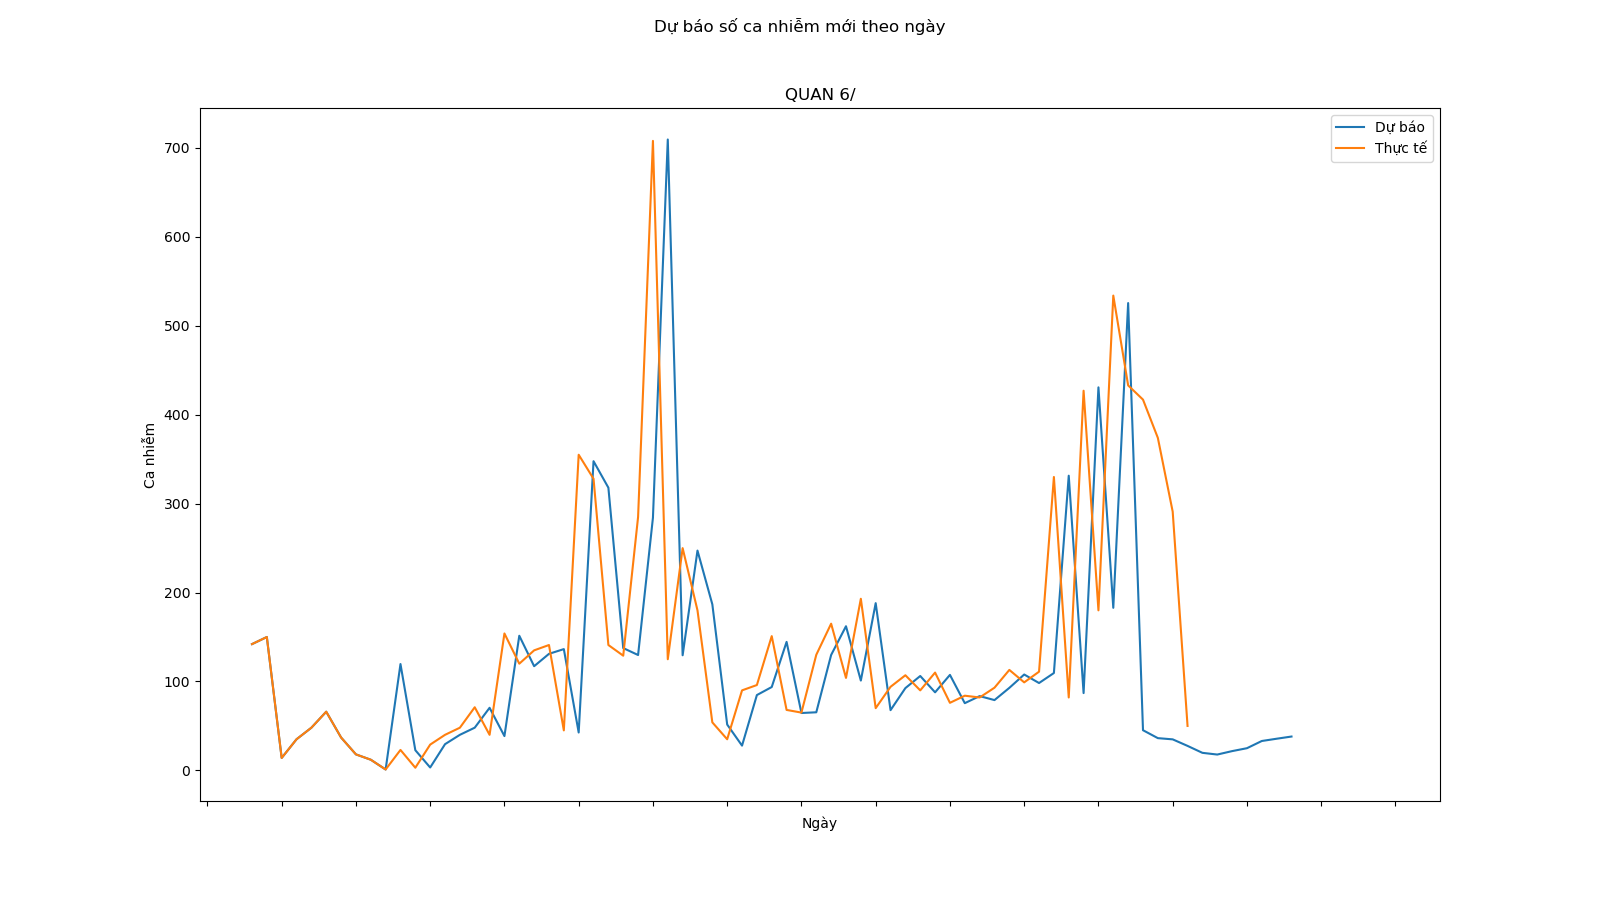 Dự báo số ca nhiễm mới theo ngày
QUAN 6/
Dự báo
Thực tế
700
600
500
400
300
200
100
0
Ca nhiễm
Ngày